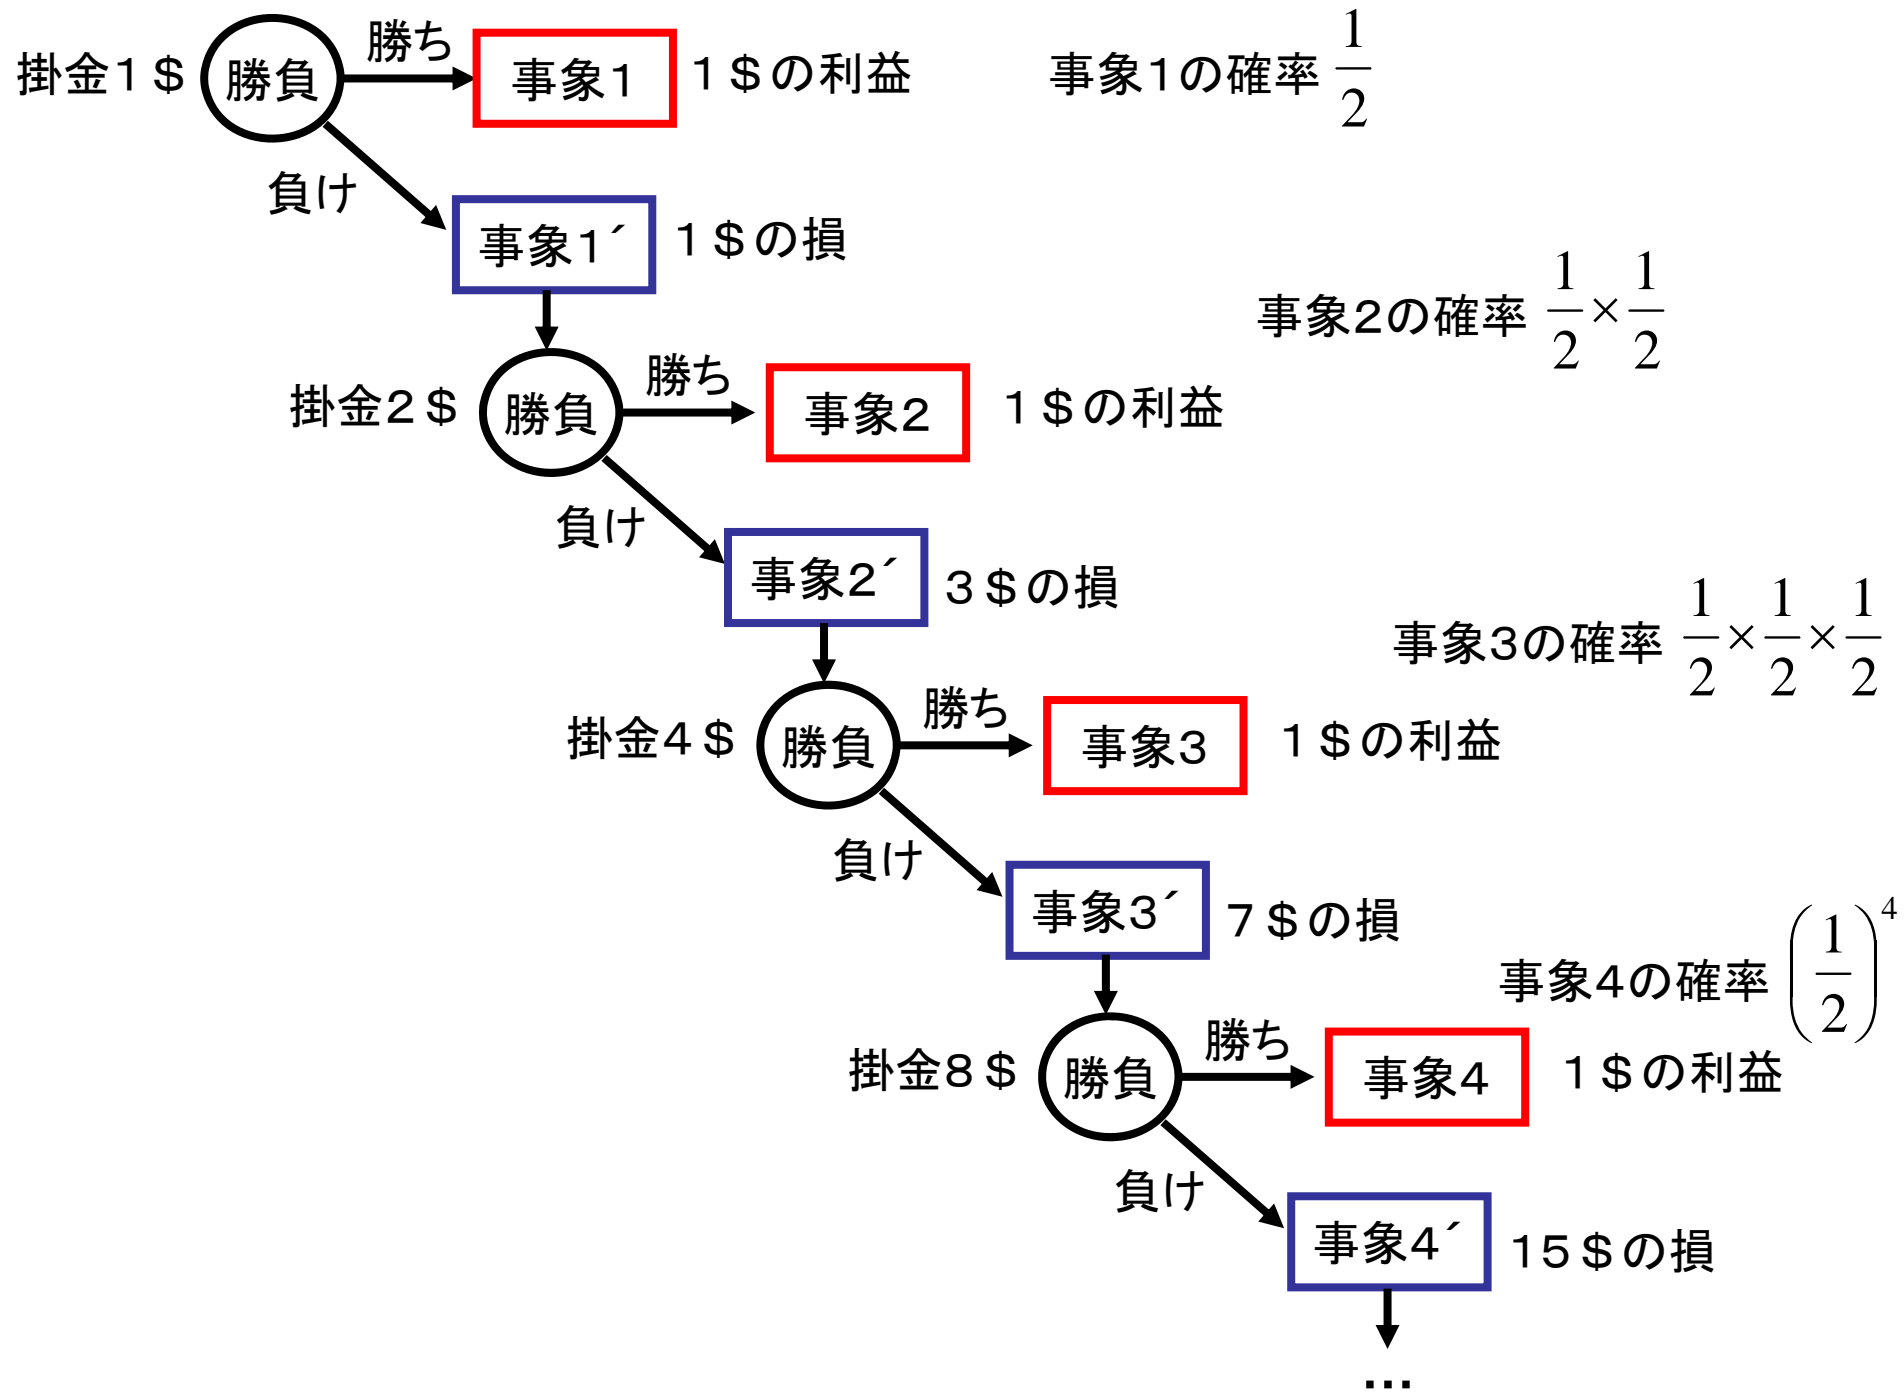 掛金１＄ 勝負 勝ち 事象1 １＄の利益 事象1の確率 1/2
負け
事象1´ １＄の損
事象2の確率 1/2×1/2
掛金２＄ 勝負 勝ち 事象2 １＄の利益
負け
事象2´ ３＄の損
事象3の確率 1/2×1/2×1/2
掛金４＄ 勝負 勝ち 事象3 １＄の利益
負け
事象3´ ７＄の損
事象4の確率 (1/2)^4
掛金８＄ 勝負 勝ち 事象4 １＄の利益
負け
事象4´ 15＄の損
…